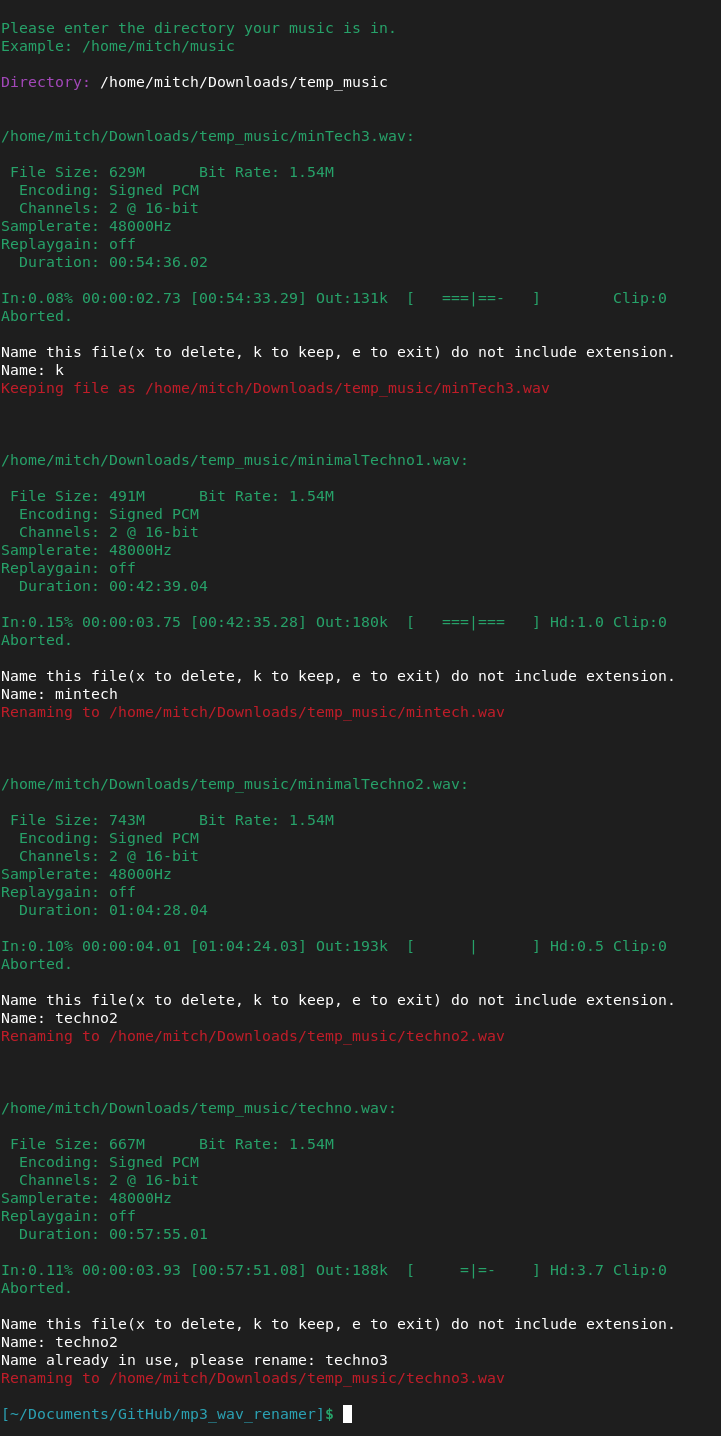 Please enter the directory your music is in.
Example: /home/mitch/music
Directory: /home/mitch/Downloads/temp_music
/home/mitch/Downloads/temp_music/minTech3.wav:
 File Size: 629M      Bit Rate: 1.54M
  Encoding: Signed PCM
  Channels: 2 @ 16-bit
Samplerate: 48000Hz
Replaygain: off
  Duration: 00:54:36.02
In:0.08% 00:00:02.73 [00:54:33.29] Out:131k  [   ===|==-   ]        Clip:0
Aborted.
Name this file(x to delete, k to keep, e to exit) do not include extension.
Name: k
Keeping file as /home/mitch/Downloads/temp_music/minTech3.wav
/home/mitch/Downloads/temp_music/minimalTechno1.wav:
 File Size: 491M      Bit Rate: 1.54M
  Encoding: Signed PCM
  Channels: 2 @ 16-bit
Samplerate: 48000Hz
Replaygain: off
  Duration: 00:42:39.04
In:0.15% 00:00:03.75 [00:42:35.28] Out:180k  [   ===|===   ] Hd:1.0 Clip:0
Aborted.
Name this file(x to delete, k to keep, e to exit) do not include extension.
Name: mintech
Renaming to /home/mitch/Downloads/temp_music/mintech.wav
/home/mitch/Downloads/temp_music/minimalTechno2.wav:
 File Size: 743M      Bit Rate: 1.54M
  Encoding: Signed PCM
  Channels: 2 @ 16-bit
Samplerate: 48000Hz
Replaygain: off
  Duration: 01:04:28.04
In:0.10% 00:00:04.01 [01:04:24.03] Out:193k  [      |      ] Hd:0.5 Clip:0
Aborted.
Name this file(x to delete, k to keep, e to exit) do not include extension.
Name: techno2
Renaming to /home/mitch/Downloads/temp_music/techno2.wav
/home/mitch/Downloads/temp_music/techno.wav:
 File Size: 667M      Bit Rate: 1.54M
  Encoding: Signed PCM
  Channels: 2 @ 16-bit
Samplerate: 48000Hz
Replaygain: off
  Duration: 00:57:55.01
In:0.11% 00:00:03.93 [00:57:51.08] Out:188k  [     =|=-    ] Hd:3.7 Clip:0
Aborted.
Name this file(x to delete, k to keep, e to exit) do not include extension.
Name: techno2
Name already in use, please rename: techno3
Renaming to /home/mitch/Downloads/temp_music/techno3.wav
[~/Documents/GitHub/mp3_wav_renamer]$